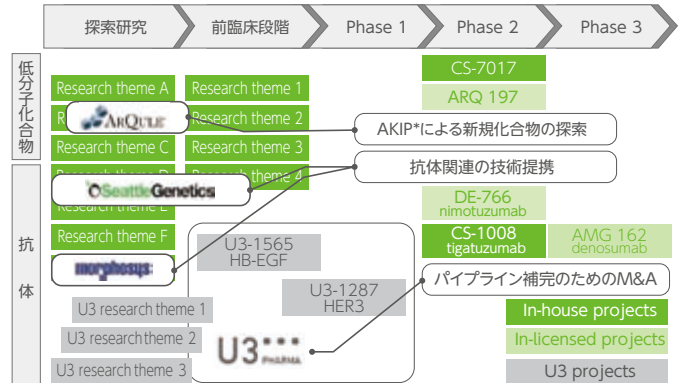 探索研究
前臨床段階
Phase 1
Phase 2
Phase 3
低分子化合物
Research theme A
Research theme 1
CS-7017
ARQ 197
ArQule
Research theme 2
AKIP*による新規化合物の探索
Research theme C
Research theme 3
抗体関連の技術提携
抗体
theme 4
SeattleGenetics
DE-766
nimotuzumab
Research theme F
CS-1008
tigatuzumab
AMG 162
denosumab
U3-1565
HB-EGF
morphosys
パイプライン補完のためのM&A
U3-1287
HER3
U3 research theme 1
In-house projects
U3 research theme 2
U3
PHARMA
In-licensed projects
U3 research theme 3
U3 projects